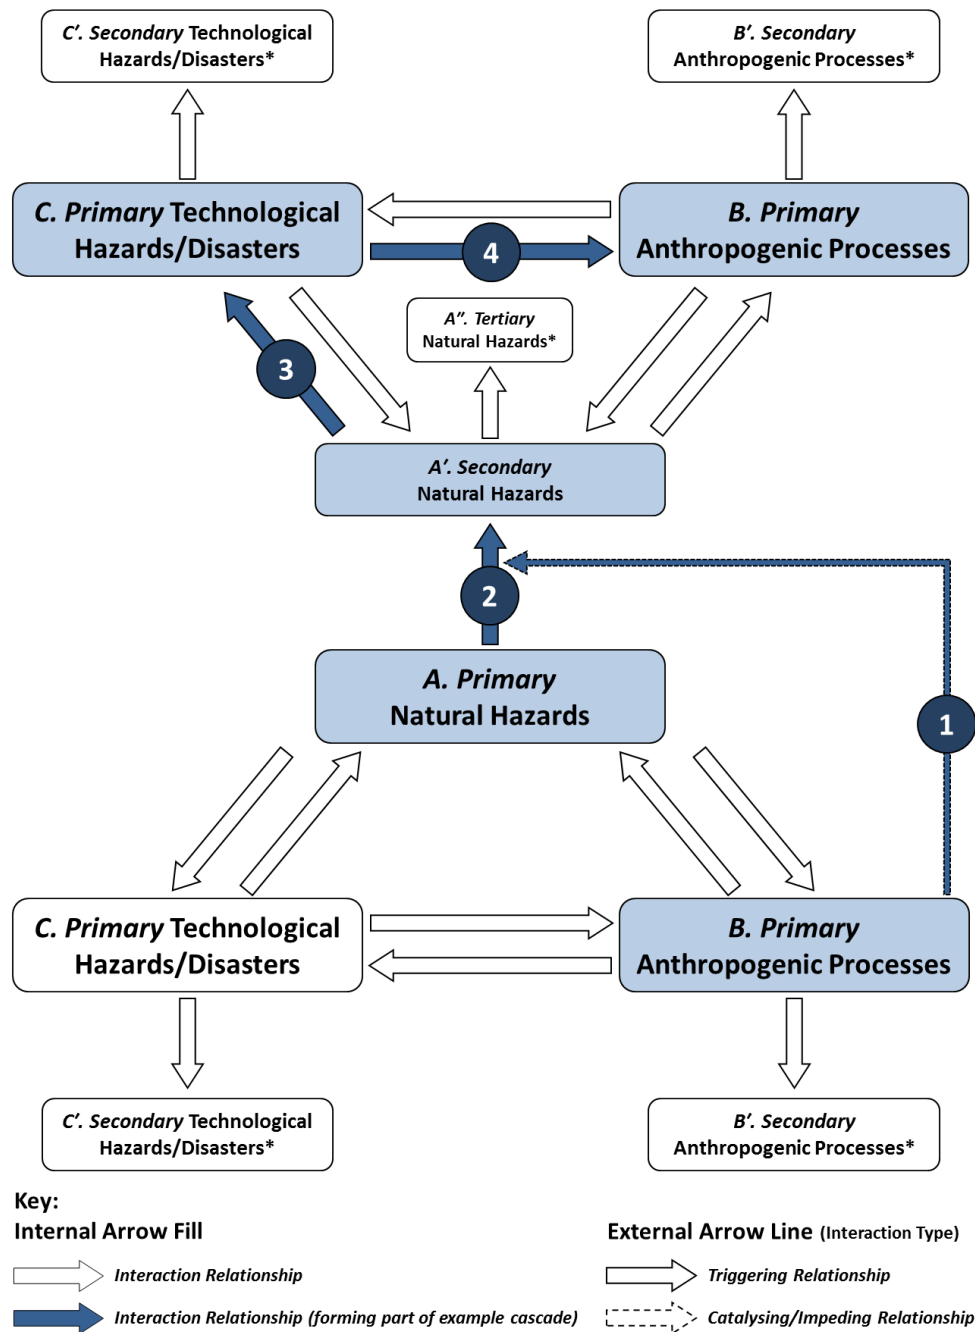 C′. Secondary Technological
Hazards/Disasters*
B′. Secondary
Anthropogenic Processes*
C. Primary Technological
Hazards/Disasters
B. Primary
Anthropogenic Processes
4
A″. Tertiary
Natural Hazards*
3
A′. Secondary
Natural Hazards
2
A. Primary
Natural Hazards
1
C. Primary Technological
Hazards/Disasters
B. Primary
Anthropogenic Processes
C′. Secondary Technological
Hazards/Disasters*
B′. Secondary
Anthropogenic Processes*
Key:
Internal Arrow Fill
Interaction Relationship
Interaction Relationship (forming part of example cascade)
External Arrow Line (Interaction Type)
Triggering Relationship
Catalysing/Impeding Relationship